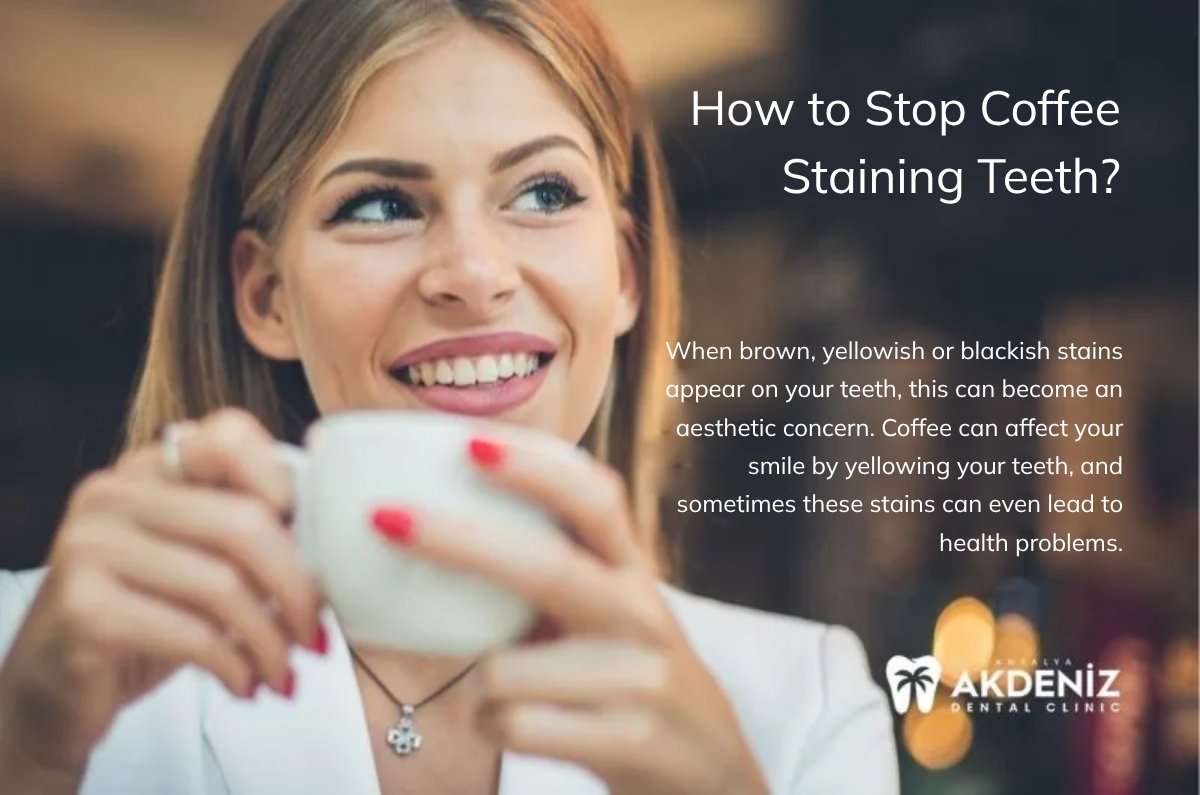 How to Stop Coffee
Staining Teeth?
When brown, yellowish or blackish stains
appear on your teeth, this can become an
aesthetic concern. Coffee can affect your
smile by yellowing your teeth, and
sometimes these stains can even lead to
health problems.
ANTALYA
AKDENİZ
DENTAL CLINIC